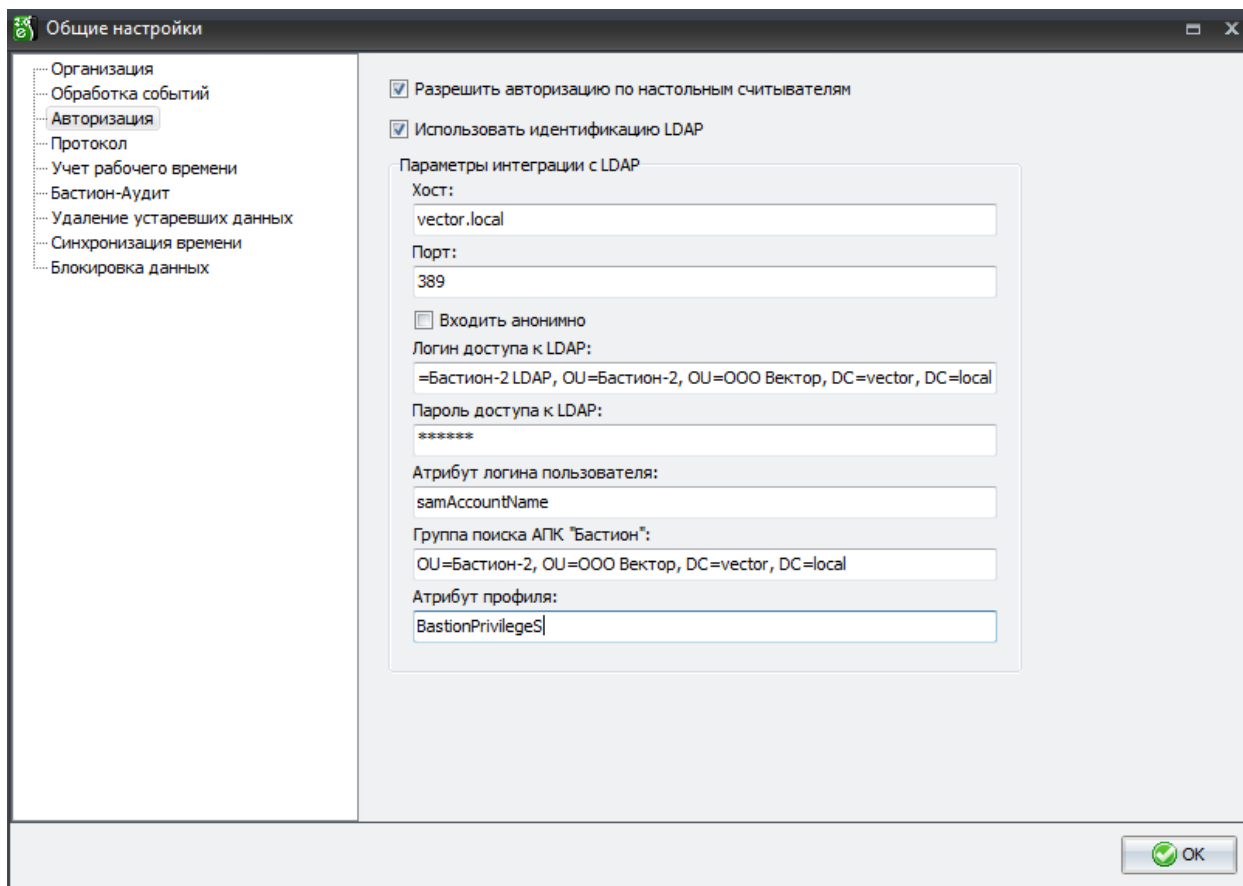 Общие настройки
Организация
Обработка событий
Авторизация
Протокол
Учет рабочего времени
Бастион-Аудит
Удаление устаревших данных
Синхронизация времени
Блокировка данных
Разрешить авторизацию по настольным считывателям
Использовать идентификацию LDAP
Параметры интеграции с LDAP
Хост:
vector.local
Порт:
389
Входить анонимно
Логин доступа к LDAP:
=Бастион-2 LDAP, OU=Бастион-2, OU=ООО Вектор, DC=vector, DC=local
Пароль доступа к LDAP:
******
Атрибут логина пользователя:
samAccountName
Группа поиска АПК "Бастион":
OU=Бастион-2, OU=ООО Вектор, DC=vector, DC=local
Атрибут профиля:
BastionPrivilegeS
OK